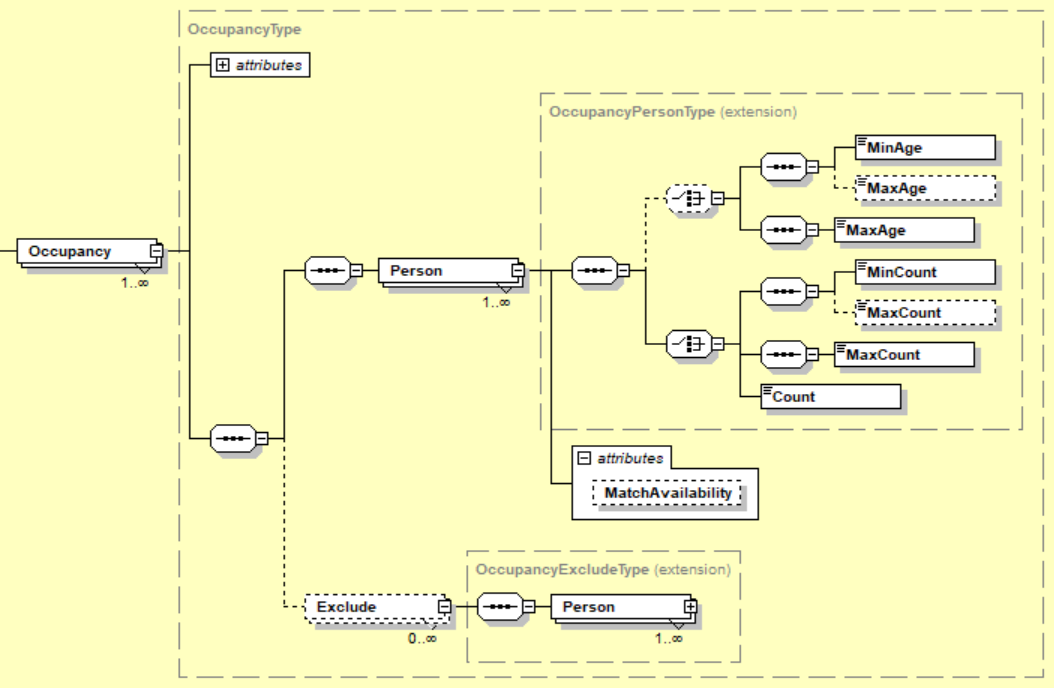 OccupancyType
attributes
OccupancyPersonType (extension)
MinAge
MaxAge
MaxAge
Occupancy
1..∞
Person
1..∞
MinCount
MaxCount
MaxCount
Count
attributes
MatchAvailability
OccupancyExcludeType (extension)
Exclude
0..∞
Person
1..∞